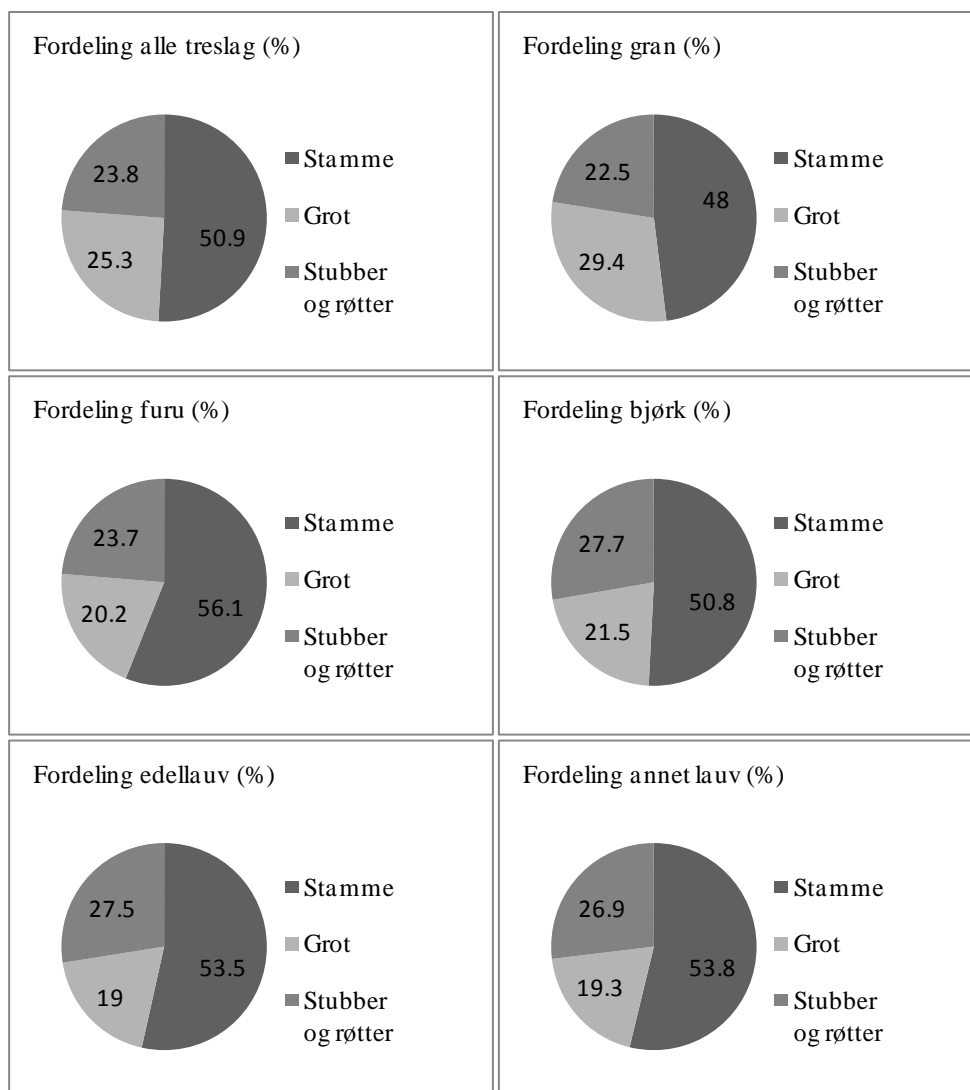 Fordeling alle treslag (%)
23.8
50.9
25.3
Stamme
Grot
Stubber
og røtter
Fordeling gran (%)
22.5
48
29.4
Stamme
Grot
Stubber
og røtter
Fordeling furu (%)
23.7
56.1
20.2
Stamme
Grot
Stubber
og røtter
Fordeling bjørk (%)
27.7
50.8
21.5
Stamme
Grot
Stubber
og røtter
Fordeling edellauv (%)
27.5
53.5
19
Stamme
Grot
Stubber
og røtter
Fordeling annet lauv (%)
26.9
53.8
19.3
Stamme
Grot
Stubber
og røtter